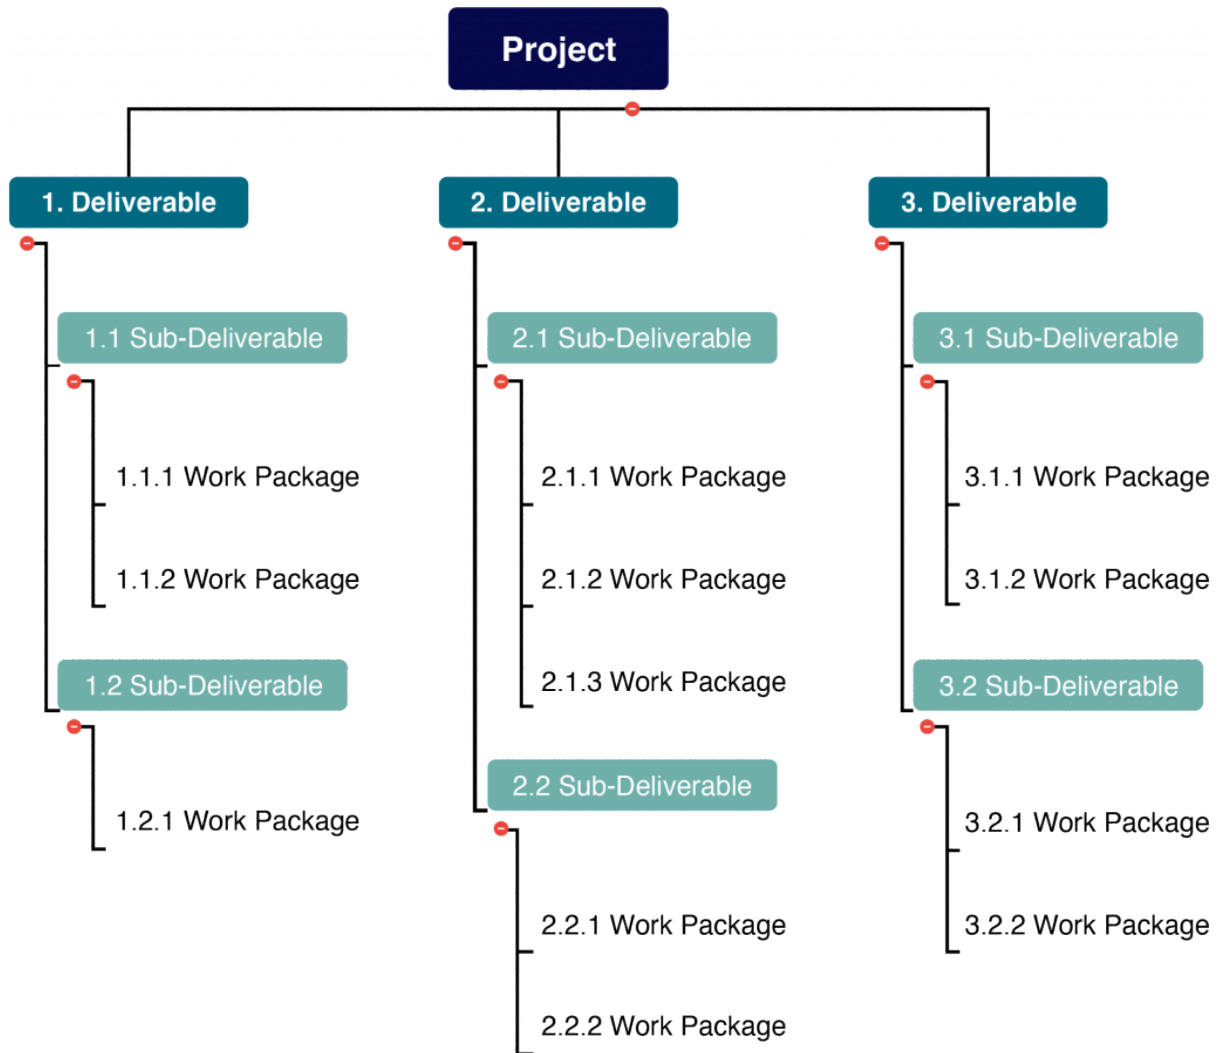 Project
1. Deliverable
1.1 Sub-Deliverable
1.1.1 Work Package
1.1.2 Work Package
1.2 Sub-Deliverable
1.2.1 Work Package
2. Deliverable
2.1 Sub-Deliverable
2.1.1 Work Package
2.1.2 Work Package
2.1.3 Work Package
2.2 Sub-Deliverable
2.2.1 Work Package
2.2.2 Work Package
3. Deliverable
3.1 Sub-Deliverable
3.1.1 Work Package
3.1.2 Work Package
3.2 Sub-Deliverable
3.2.1 Work Package
3.2.2 Work Package